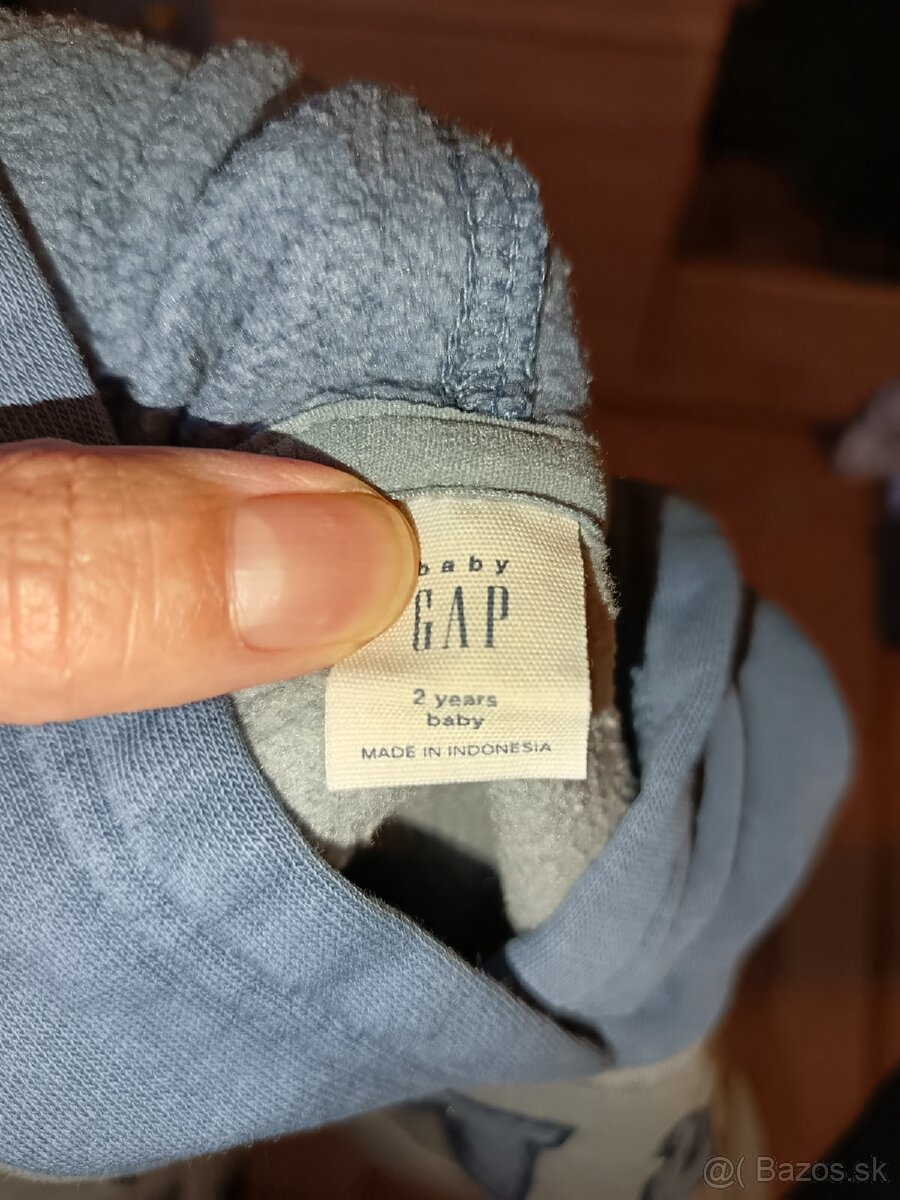 baby
GAP
2 years
baby
MADE IN INDONESIA
@( Bazos.sk